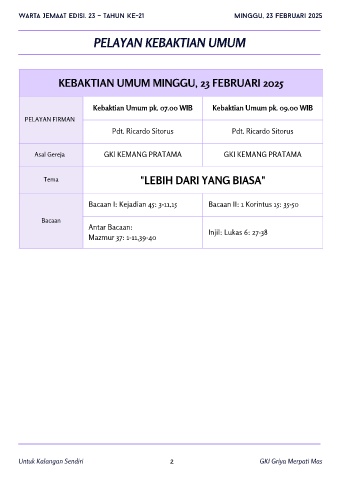 WARTA JEMAAT EDISI. 23 – TAHUN KE-21
MINGGU, 23 FEBRUARI 2025
PELAYAN KEBAKTIAN UMUM
KEBAKTIAN UMUM MINGGU, 23 FEBRUARI 2025
PELAYAN FIRMAN
Kebaktian Umum pk. 07.00 WIB
Kebaktian Umum pk. 09.00 WIB
Pdt. Ricardo Sitorus
Pdt. Ricardo Sitorus
Asal Gereja
GKI KEMANG PRATAMA
GKI KEMANG PRATAMA
Tema
"LEBIH DARI YANG BIASA"
Bacaan
Bacaan I: Kejadian 45: 3-11,15
Bacaan II: 1 Korintus 15: 35-50
Antar Bacaan:
Mazmur 37: 1-11,39-40
Injil: Lukas 6: 27-38
Untuk Kalangan Sendiri
2
GKI Griya Merpati Mas